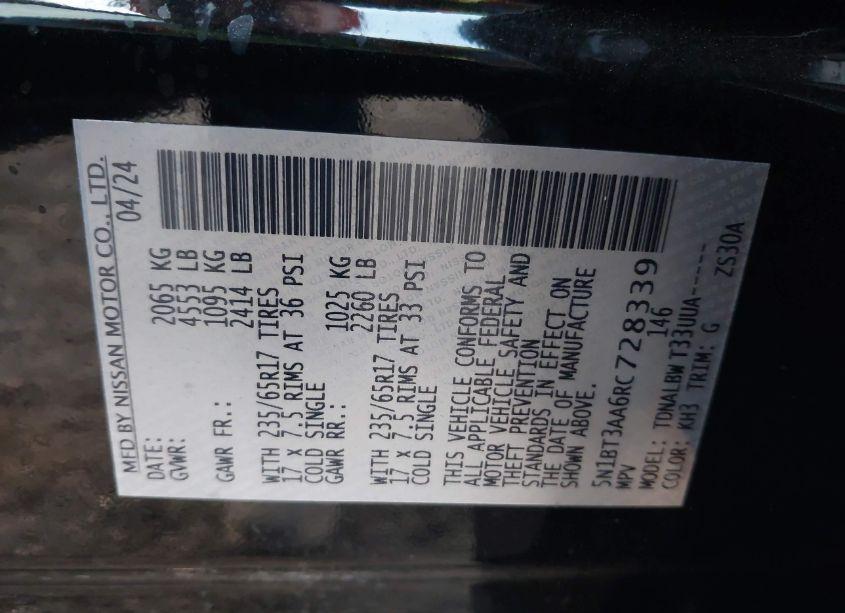 MFD BY NISSAN MOTOR CO., LTD.
DATE: 04/24
GVWR: 2065 KG
4553 LB
GAWR FR.: 1095 KG
2414 LB
WITH 235/65R17 TIRES
17 X 7.5 RIMS AT 36 PSI
COLD SINGLE
GAWR RR.: 1025 KG
2260 LB
WITH 235/65R17 TIRES
17 X 7.5 RIMS AT 33 PSI
COLD SINGLE
THIS VEHICLE CONFORMS TO
ALL APPLICABLE FEDERAL
MOTOR VEHICLE SAFETY AND
THEFT PREVENTION
STANDARDS IN EFFECT ON
THE DATE OF MANUFACTURE
SHOWN ABOVE.
5N1BT3AA6RC728339
MPV 146
MODEL: TDNALBW T33UUA-----
COLOR: KH3 TRIM: G ZS30A